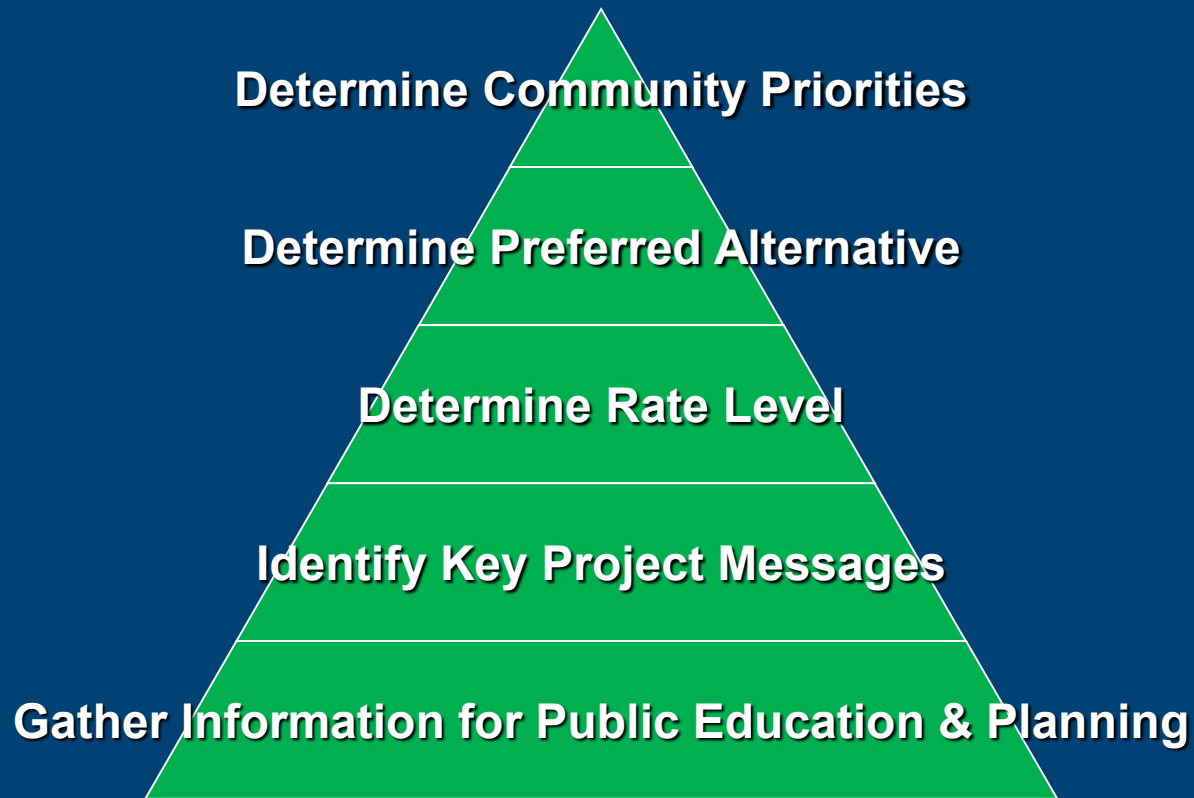 Determine Community Priorities
Determine Preferred Alternative
Determine Rate Level
Identify Key Project Messages
Gather Information for Public Education & Planning